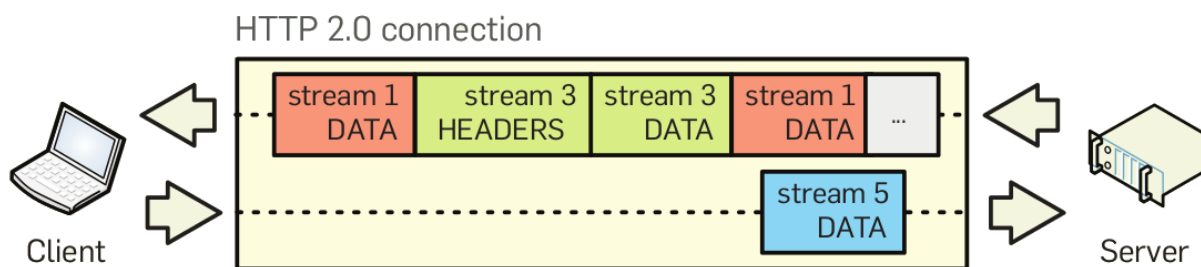 HTTP 2.0 connection
stream 1
DATA
stream 3
HEADERS
stream 3
DATA
stream 1
DATA
...
stream 5
DATA
Client
Server